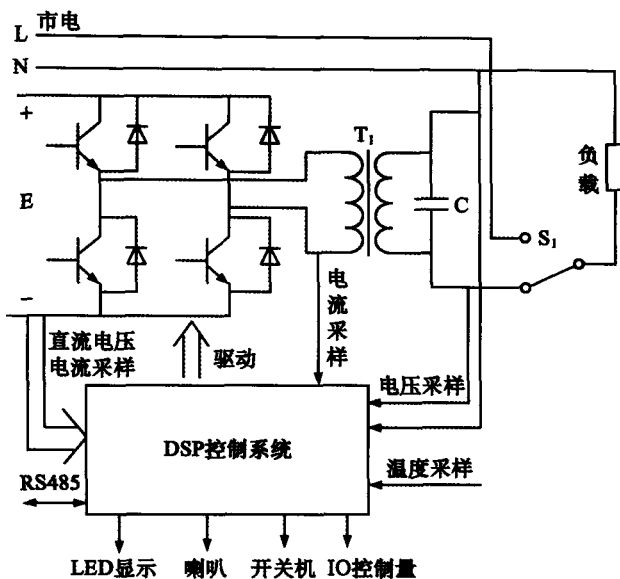 L 市电
N
+
E
−
T₁
C
S₁
负载
直流电压
电流采样
驱动
电流采样
电压采样
DSP控制系统
温度采样
RS485
LED显示 喇叭 开关机 IO控制量